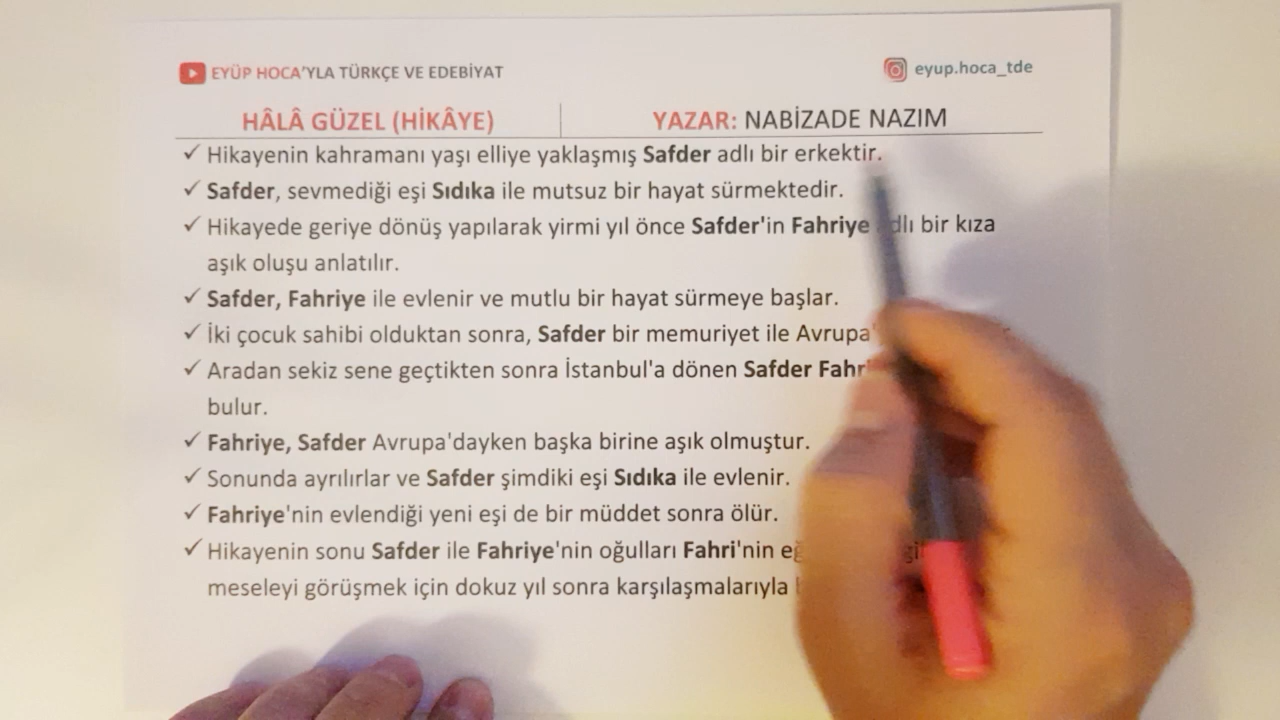 EYÜP HOCA'YLA TÜRKÇE VE EDEBİYAT
eyup.hoca_tde
HÂLÂ GÜZEL (HİKÂYE)
YAZAR: NABİZADE NAZIM
✓ Hikayenin kahramanı yaşı elliye yaklaşmış Safder adlı bir erkektir.
✓ Safder, sevmediği eşi Sıdıka ile mutsuz bir hayat sürmektedir.
✓ Hikayede geriye dönüş yapılarak yirmi yıl önce Safder'in Fahriye adlı bir kıza
aşık oluşu anlatılır.
✓ Safder, Fahriye ile evlenir ve mutlu bir hayat sürmeye başlar.
✓ İki çocuk sahibi olduktan sonra, Safder bir memuriyet ile Avrupa'
✓ Aradan sekiz sene geçtikten sonra İstanbul'a dönen Safder
bulur.
✓ Fahriye, Safder Avrupa'dayken başka birine aşık olmuştur.
✓ Sonunda ayrılırlar ve Safder şimdiki eşi Sıdıka ile evlenir.
✓ Fahriye'nin evlendiği yeni eşi de bir müddet sonra ölür.
✓ Hikayenin sonu Safder ile Fahriye'nin oğulları Fahri'nin
meseleyi görüşmek için dokuz yıl sonra karşılaşmalarıyla